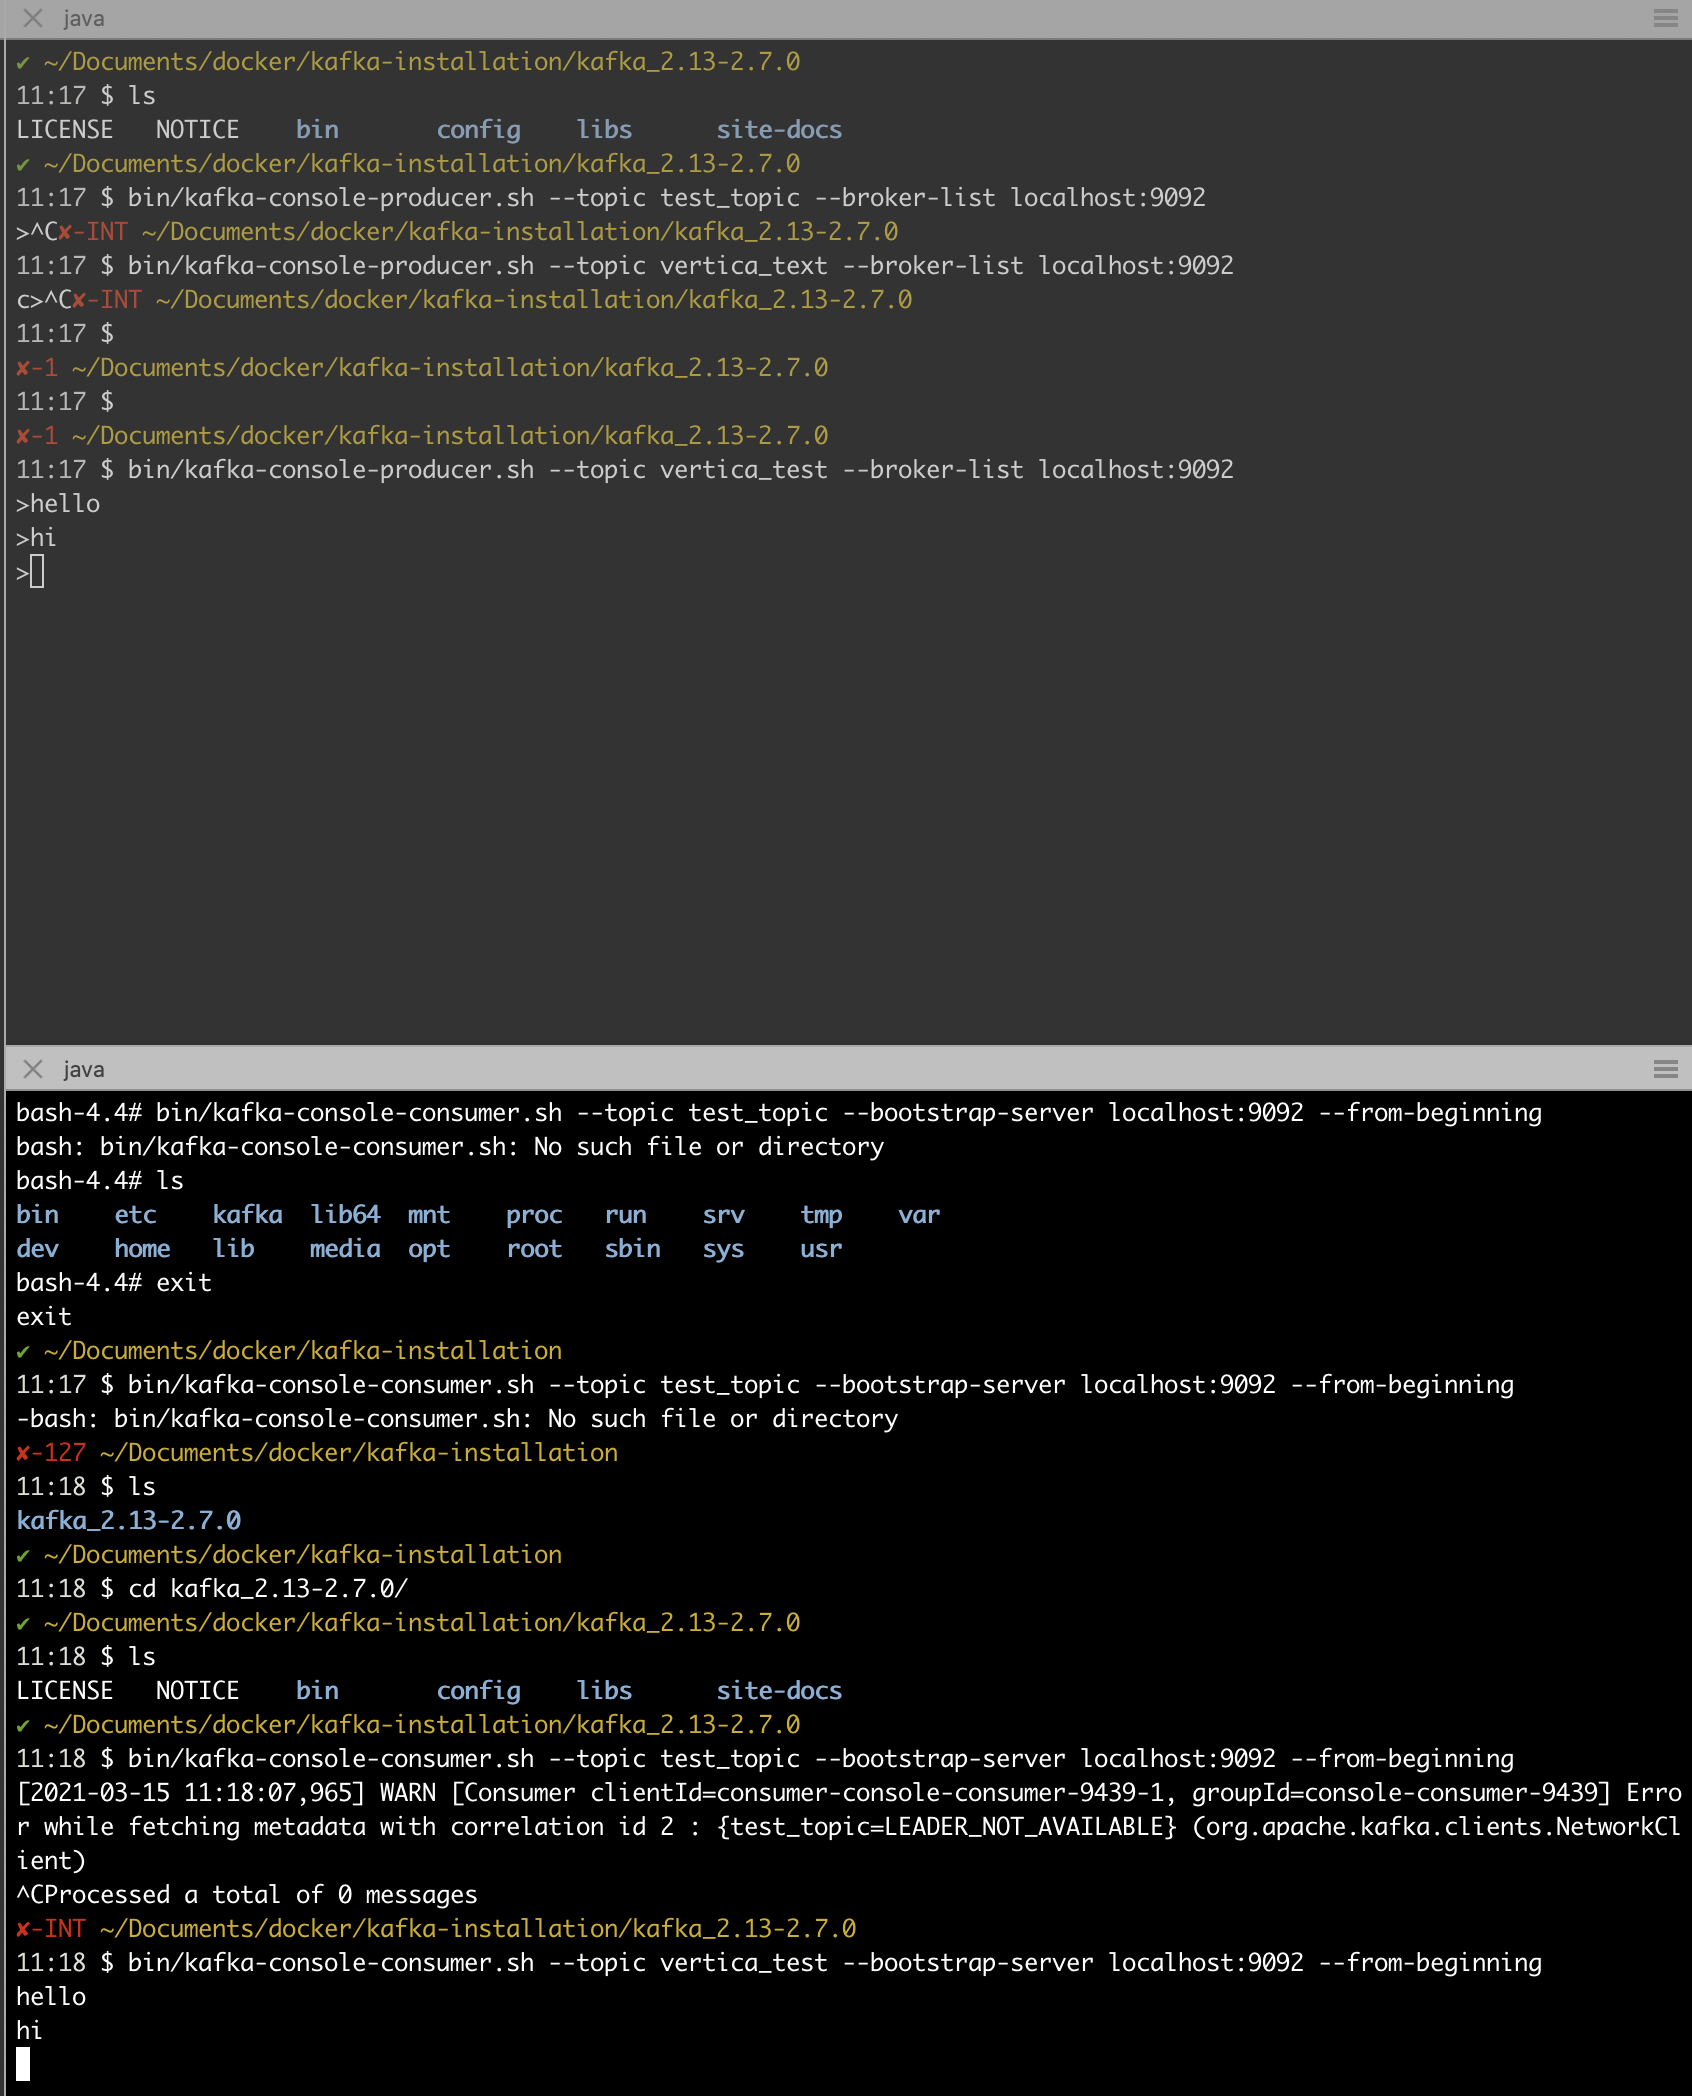 java
✔ ~/Documents/docker/kafka-installation/kafka_2.13-2.7.0
11:17 $ ls
LICENSE   NOTICE    bin       config    libs      site-docs
✔ ~/Documents/docker/kafka-installation/kafka_2.13-2.7.0
11:17 $ bin/kafka-console-producer.sh --topic test_topic --broker-list localhost:9092
>^C✘-INT ~/Documents/docker/kafka-installation/kafka_2.13-2.7.0
11:17 $ bin/kafka-console-producer.sh --topic vertica_text --broker-list localhost:9092
c>^C✘-INT ~/Documents/docker/kafka-installation/kafka_2.13-2.7.0
11:17 $
✘-1 ~/Documents/docker/kafka-installation/kafka_2.13-2.7.0
11:17 $
✘-1 ~/Documents/docker/kafka-installation/kafka_2.13-2.7.0
11:17 $ bin/kafka-console-producer.sh --topic vertica_test --broker-list localhost:9092
>hello
>hi
>
java
bash-4.4# bin/kafka-console-consumer.sh --topic test_topic --bootstrap-server localhost:9092 --from-beginning
bash: bin/kafka-console-consumer.sh: No such file or directory
bash-4.4# ls
bin    etc    kafka  lib64  mnt    proc   run    srv    tmp    var
dev    home   lib    media  opt    root   sbin   sys    usr
bash-4.4# exit
exit
✔ ~/Documents/docker/kafka-installation
11:17 $ bin/kafka-console-consumer.sh --topic test_topic --bootstrap-server localhost:9092 --from-beginning
-bash: bin/kafka-console-consumer.sh: No such file or directory
✘-127 ~/Documents/docker/kafka-installation
11:18 $ ls
kafka_2.13-2.7.0
✔ ~/Documents/docker/kafka-installation
11:18 $ cd kafka_2.13-2.7.0/
✔ ~/Documents/docker/kafka-installation/kafka_2.13-2.7.0
11:18 $ ls
LICENSE   NOTICE    bin       config    libs      site-docs
✔ ~/Documents/docker/kafka-installation/kafka_2.13-2.7.0
11:18 $ bin/kafka-console-consumer.sh --topic test_topic --bootstrap-server localhost:9092 --from-beginning
[2021-03-15 11:18:07,965] WARN [Consumer clientId=consumer-console-consumer-9439-1, groupId=console-consumer-9439] Erro
r while fetching metadata with correlation id 2 : {test_topic=LEADER_NOT_AVAILABLE} (org.apache.kafka.clients.NetworkCl
ient)
^CProcessed a total of 0 messages
✘-INT ~/Documents/docker/kafka-installation/kafka_2.13-2.7.0
11:18 $ bin/kafka-console-consumer.sh --topic vertica_test --bootstrap-server localhost:9092 --from-beginning
hello
hi